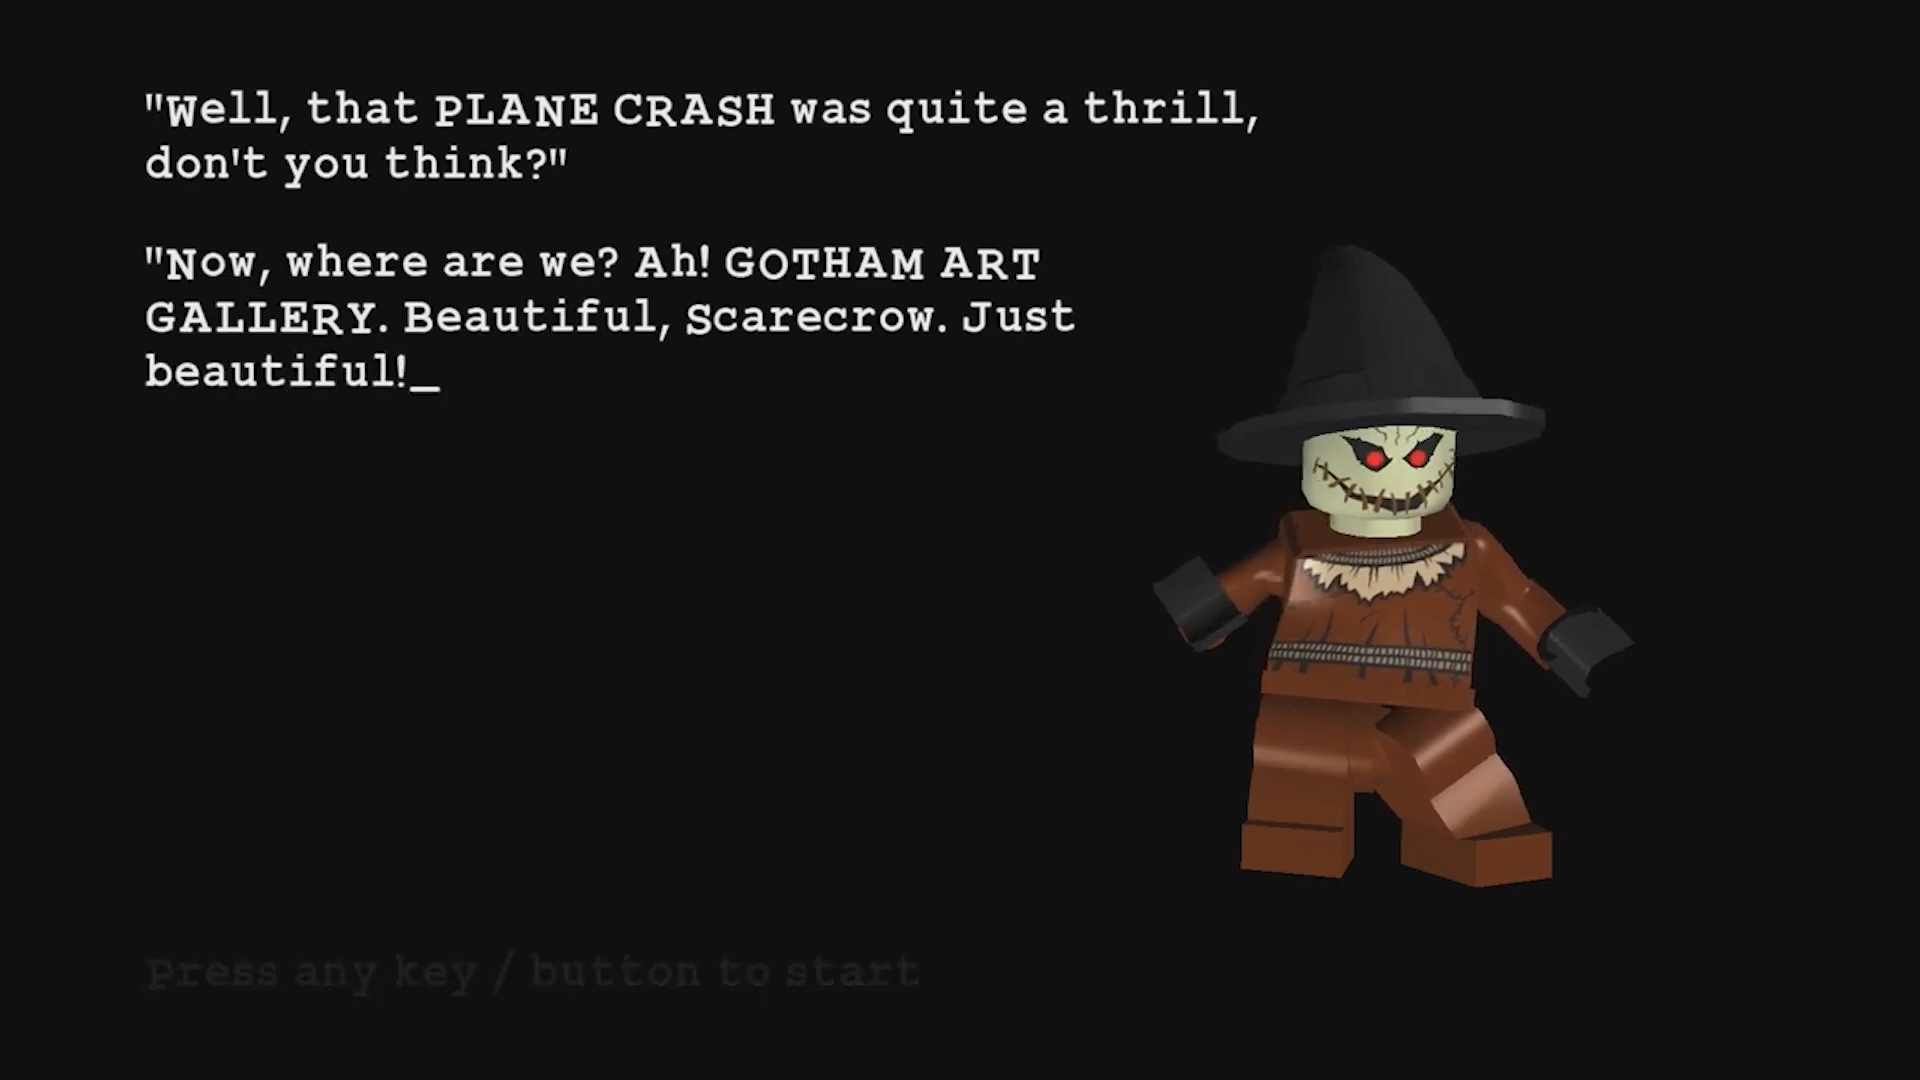 "Well, that PLANE CRASH was quite a thrill,
don't you think?"
"Now, where are we? Ah! GOTHAM ART
GALLERY. Beautiful, Scarecrow. Just
beautiful!_
Press any key / button to start